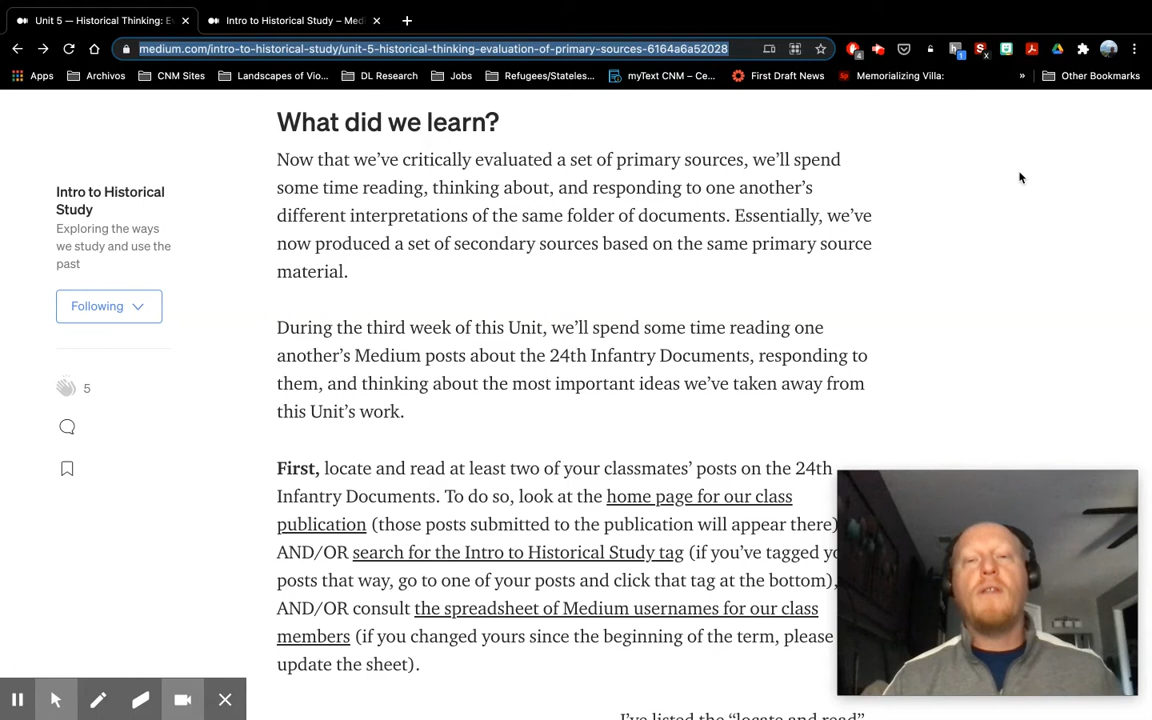 Unit 5 — Historical Thinking: Ev
Intro to Historical Study – Med
medium.com/intro-to-historical-study/unit-5-historical-thinking-evaluation-of-primary-sources-6164a6a52028
4
1
x
Apps
Archivos
CNM Sites
Landscapes of Vio...
DL Research
Jobs
Refugees/Stateles...
myText CNM – Ce...
First Draft News
Sp
Memorializing Villa:
»
Other Bookmarks
What did we learn?
Now that we’ve critically evaluated a set of primary sources, we’ll spend
some time reading, thinking about, and responding to one another’s
different interpretations of the same folder of documents. Essentially, we’ve
now produced a set of secondary sources based on the same primary source
material.
Intro to Historical
Study
Exploring the ways
we study and use the
past
Following
5
During the third week of this Unit, we’ll spend some time reading one
another’s Medium posts about the 24th Infantry Documents, responding to
them, and thinking about the most important ideas we’ve taken away from
this Unit’s work.
First, locate and read at least two of your classmates’ posts on the 24th
Infantry Documents. To do so, look at the home page for our class
publication (those posts submitted to the publication will appear there)
AND/OR search for the Intro to Historical Study tag (if you’ve tagged yo
posts that way, go to one of your posts and click that tag at the bottom),
AND/OR consult the spreadsheet of Medium usernames for our class
members (if you changed yours since the beginning of the term, please
update the sheet).
I’ve listed the “locate and read”